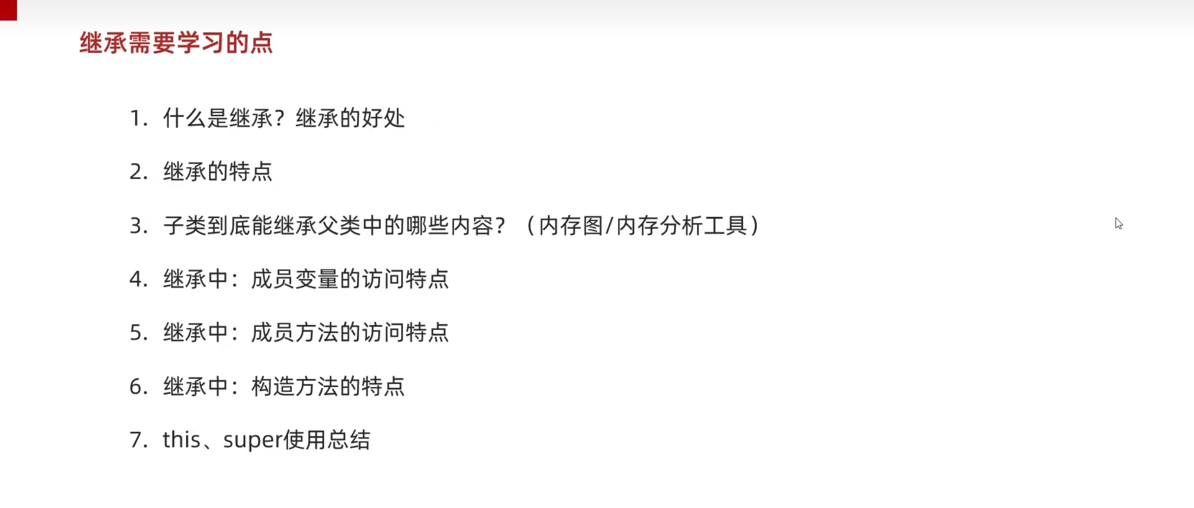 继承需要学习的点
1. 什么是继承？继承的好处
2. 继承的特点
3. 子类到底能继承父类中的哪些内容？（内存图/内存分析工具）
4. 继承中：成员变量的访问特点
5. 继承中：成员方法的访问特点
6. 继承中：构造方法的特点
7. this、super使用总结